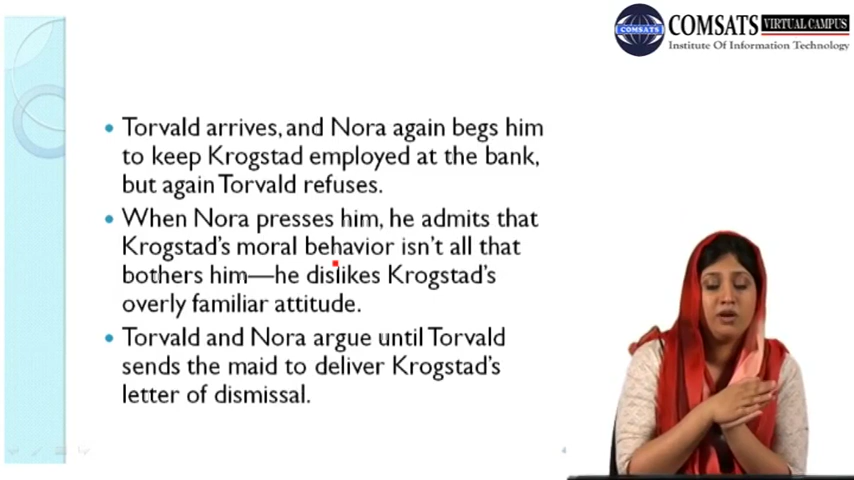 COMSATS VIRTUAL CAMPUS
COMSATS
Institute Of Information Technology
• Torvald arrives, and Nora again begs him
to keep Krogstad employed at the bank,
but again Torvald refuses.
• When Nora presses him, he admits that
Krogstad's moral behavior isn't all that
bothers him—he dislikes Krogstad's
overly familiar attitude.
• Torvald and Nora argue until Torvald
sends the maid to deliver Krogstad's
letter of dismissal.